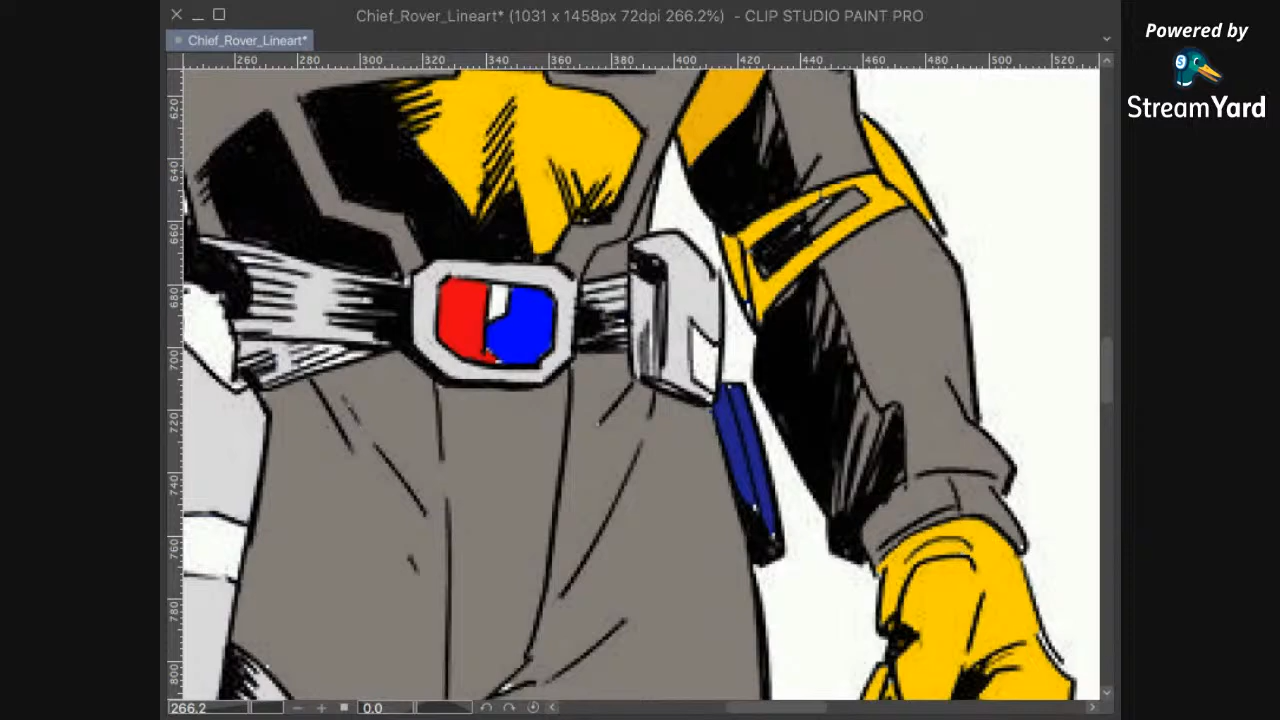 Chief_Rover_Lineart* (1031 x 1458px 72dpi 266.2%)  - CLIP STUDIO PAINT PRO
Chief_Rover_Lineart*
260 280 300 320 340 360 380 400 420 440 460 480 500 520
620
640
660
680
700
720
740
760
780
800
266.2 0.0
Powered by
StreamYard